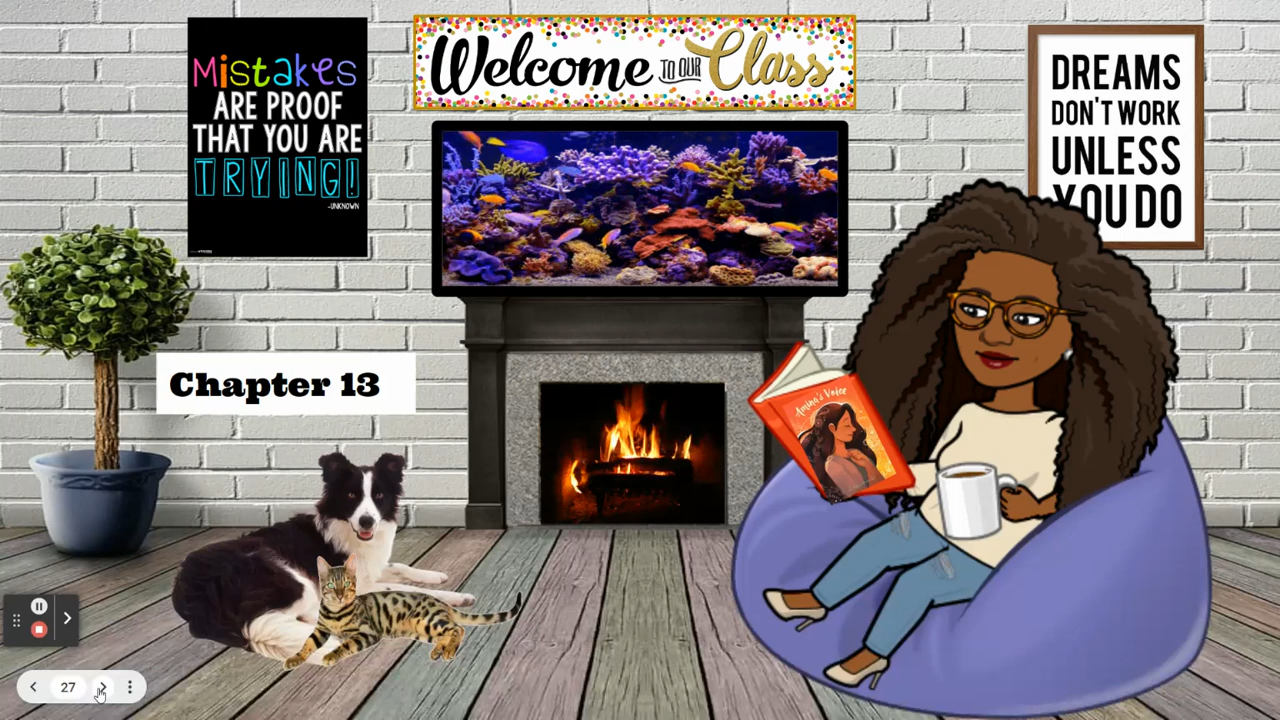 Mistakes
ARE PROOF
THAT YOU ARE
TRYING!
-UNKNOWN
Welcome TO OUR Class
DREAMS
DON'T WORK
UNLESS
YOU DO
Chapter 13
Amina's Voice
27